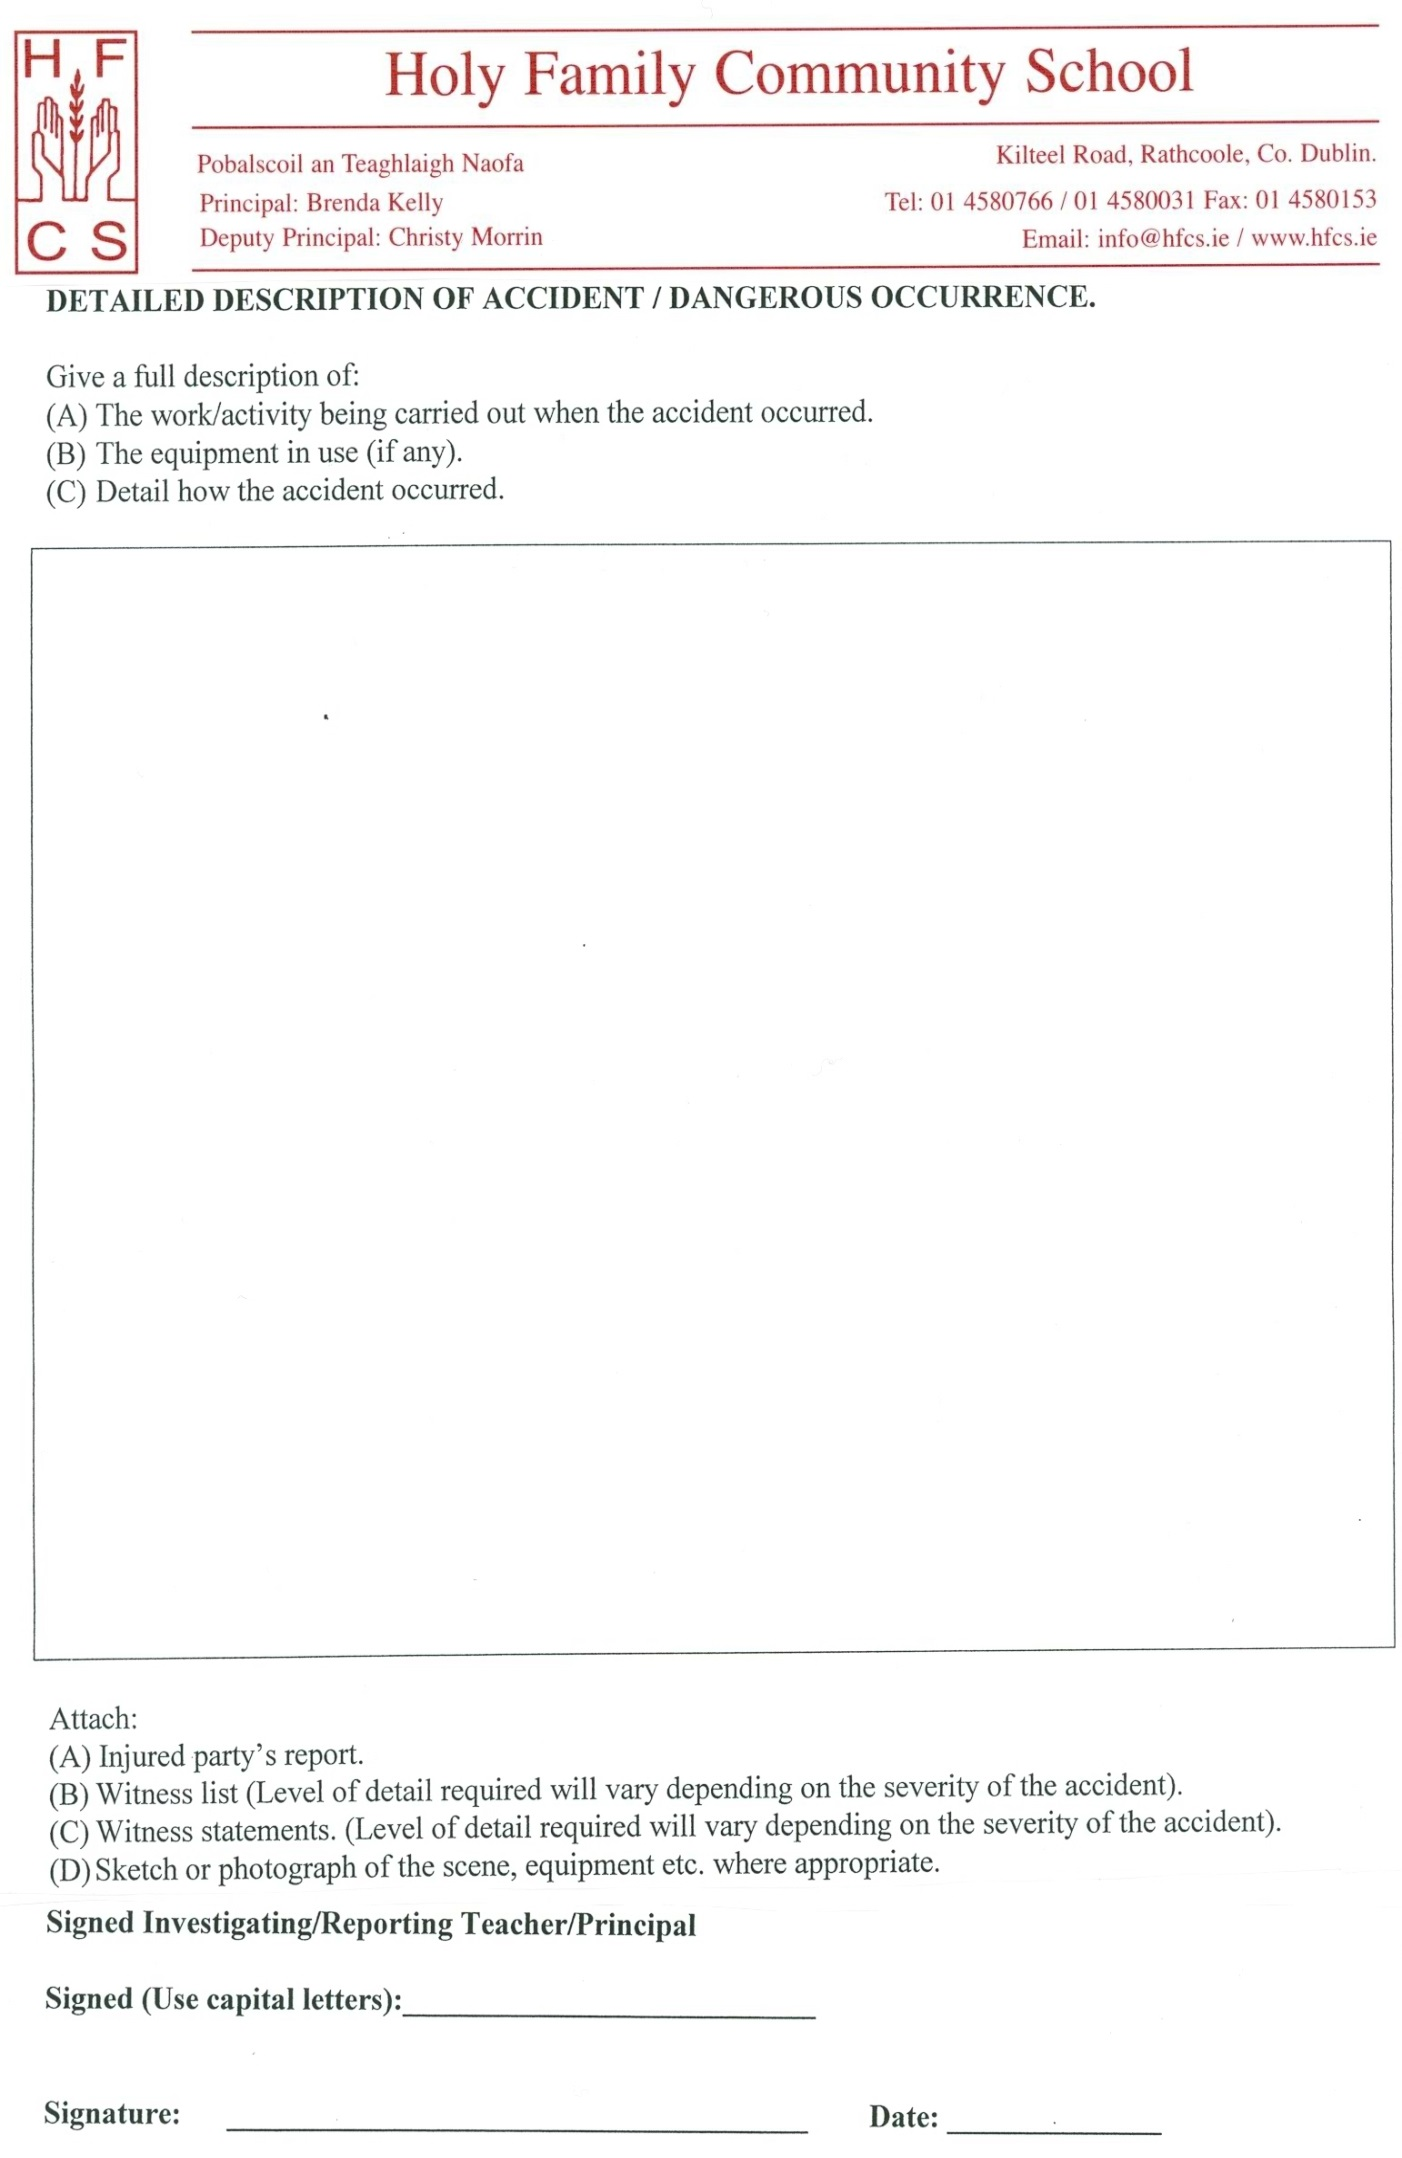 H F
C S
Holy Family Community School
Pobalscoil an Teaghlaigh Naofa
Principal: Brenda Kelly
Deputy Principal: Christy Morrin
Kilteel Road, Rathcoole, Co. Dublin.
Tel: 01 4580766 / 01 4580031 Fax: 01 4580153
Email: info@hfcs.ie / www.hfcs.ie
DETAILED DESCRIPTION OF ACCIDENT / DANGEROUS OCCURRENCE.
Give a full description of:
(A) The work/activity being carried out when the accident occurred.
(B) The equipment in use (if any).
(C) Detail how the accident occurred.
Attach:
(A) Injured party's report.
(B) Witness list (Level of detail required will vary depending on the severity of the accident).
(C) Witness statements. (Level of detail required will vary depending on the severity of the accident).
(D) Sketch or photograph of the scene, equipment etc. where appropriate.
Signed Investigating/Reporting Teacher/Principal
Signed (Use capital letters):
Signature: Date: